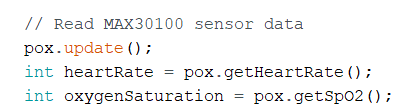 // Read MAX30100 sensor data
pox.update();
int heartRate = pox.getHeartRate();
int oxygenSaturation = pox.getSpO2();